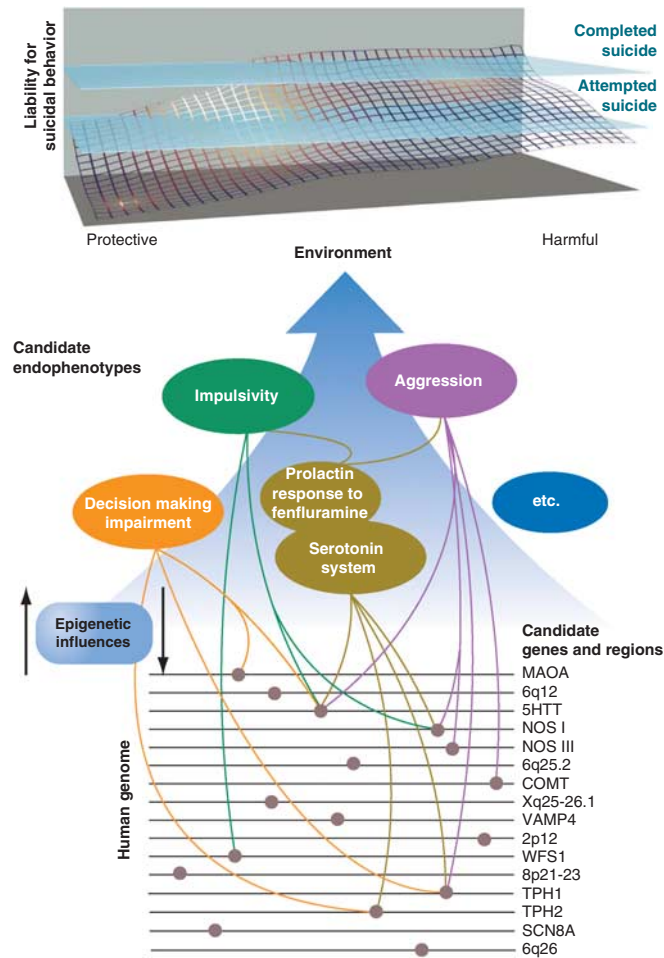 Liability for
suicidal behavior
Completed
suicide
Attempted
suicide
Protective
Harmful
Environment
Candidate
endophenotypes
Impulsivity
Aggression
Decision making
impairment
Prolactin
response to
fenfluramine
Serotonin
system
etc.
Epigenetic
influences
Candidate
genes and regions
Human genome
MAOA
6q12
5HTT
NOS I
NOS III
6q25.2
COMT
Xq25-26.1
VAMP4
2p12
WFS1
8p21-23
TPH1
TPH2
SCN8A
6q26